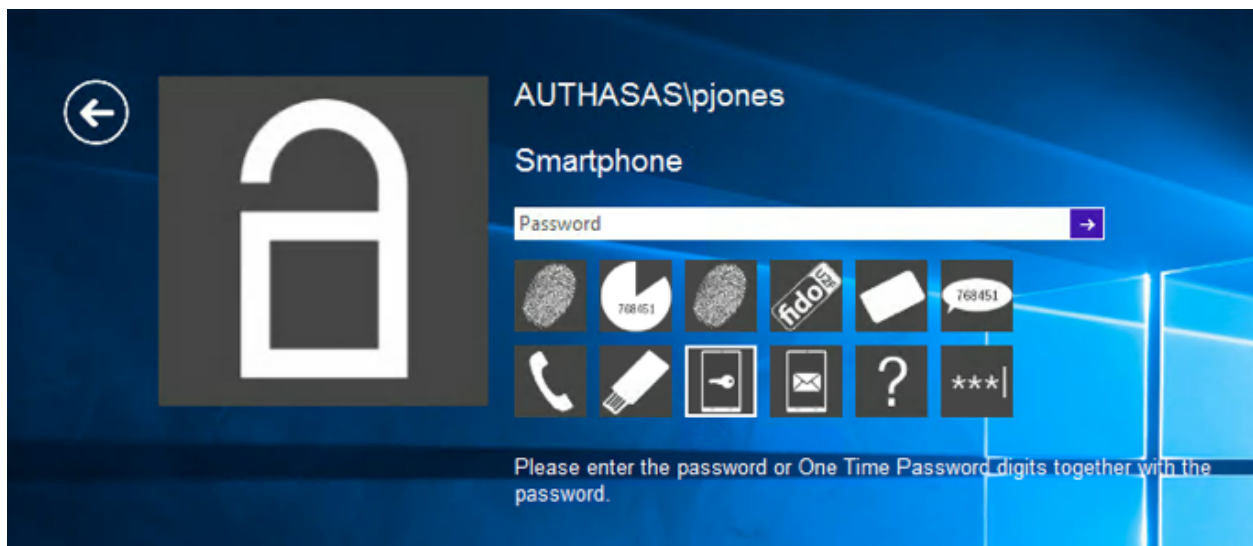 AUTHASAS\pjones
Smartphone
Password
768451
fido U2F
768451
***|
?
Please enter the password or One Time Password digits together with the
password.